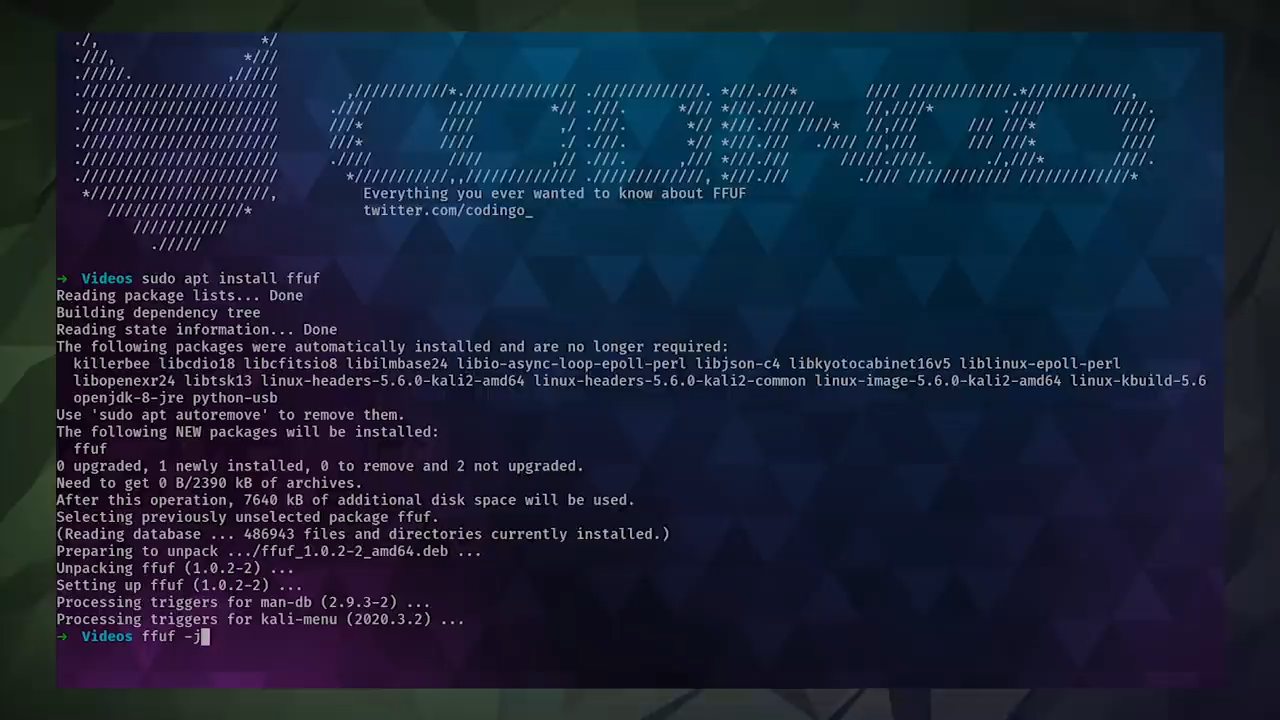 CODINGO
Everything you ever wanted to know about FFUF
twitter.com/codingo_
→ Videos sudo apt install ffuf
Reading package lists... Done
Building dependency tree
Reading state information... Done
The following packages were automatically installed and are no longer required:
killerbee libcdio18 libcfitsio8 libilmbase24 libio-async-loop-epoll-perl libjson-c4 libkyotocabinet16v5 liblinux-epoll-perl
libopenexr24 libtsk13 linux-headers-5.6.0-kali2-amd64 linux-headers-5.6.0-kali2-common linux-image-5.6.0-kali2-amd64 linux-kbuild-5.6
openjdk-8-jre python-usb
Use 'sudo apt autoremove' to remove them.
The following NEW packages will be installed:
ffuf
0 upgraded, 1 newly installed, 0 to remove and 2 not upgraded.
Need to get 0 B/2390 kB of archives.
After this operation, 7640 kB of additional disk space will be used.
Selecting previously unselected package ffuf.
(Reading database ... 486943 files and directories currently installed.)
Preparing to unpack .../ffuf_1.0.2-2_amd64.deb ...
Unpacking ffuf (1.0.2-2) ...
Setting up ffuf (1.0.2-2) ...
Processing triggers for man-db (2.9.3-2) ...
Processing triggers for kali-menu (2020.3.2) ...
→ Videos ffuf -j